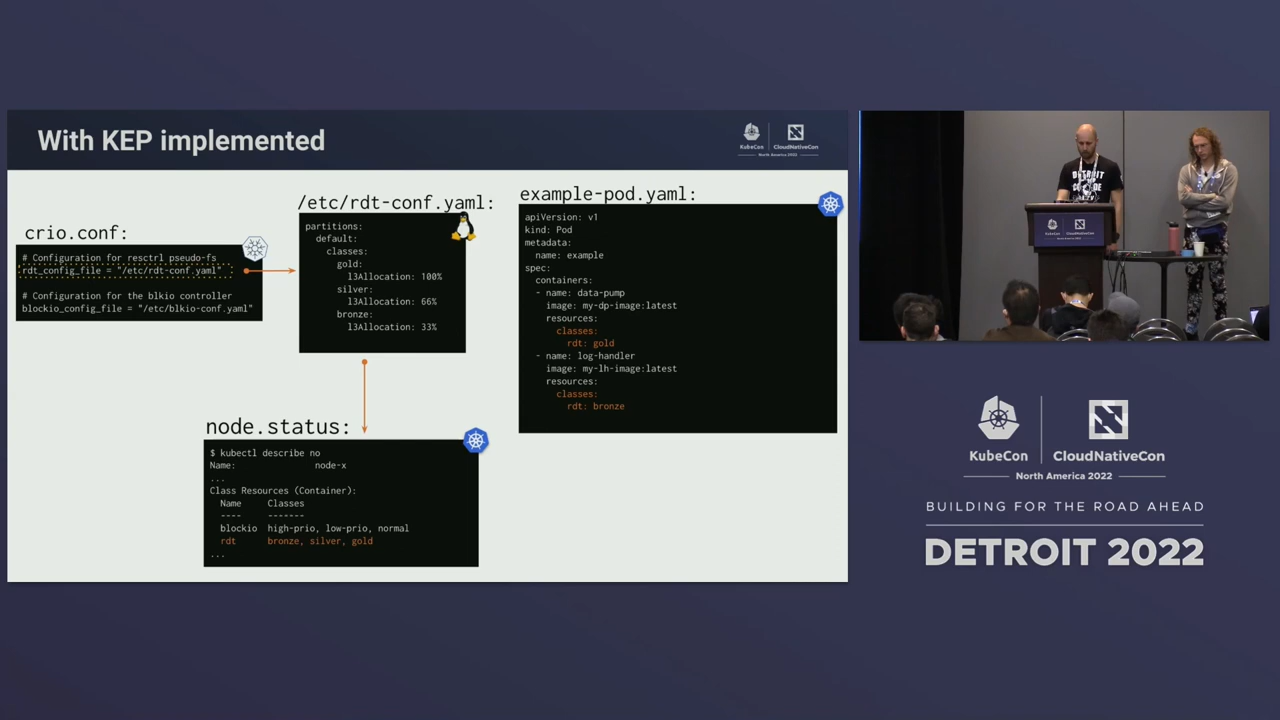 With KEP implemented
KubeCon
CloudNativeCon
North America 2022
crio.conf:
# Configuration for resctrl pseudo-fs
rdt_config_file = "/etc/rdt-conf.yaml"
# Configuration for the blkio controller
blockio_config_file = "/etc/blkio-conf.yaml"
/etc/rdt-conf.yaml:
partitions:
default:
classes:
gold:
l3Allocation: 100%
silver:
l3Allocation: 66%
bronze:
l3Allocation: 33%
example-pod.yaml:
apiVersion: v1
kind: Pod
metadata:
name: example
spec:
containers:
- name: data-pump
image: my-dp-image:latest
resources:
classes:
rdt: gold
- name: log-handler
image: my-lh-image:latest
resources:
classes:
rdt: bronze
node.status:
$ kubectl describe no
Name: node-x
...
Class Resources (Container):
Name Classes
---- -------
blockio high-prio, low-prio, normal
rdt bronze, silver, gold
...
DETROIT
KubeCon
CloudNativeCon
North America 2022
BUILDING FOR THE ROAD AHEAD
DETROIT 2022